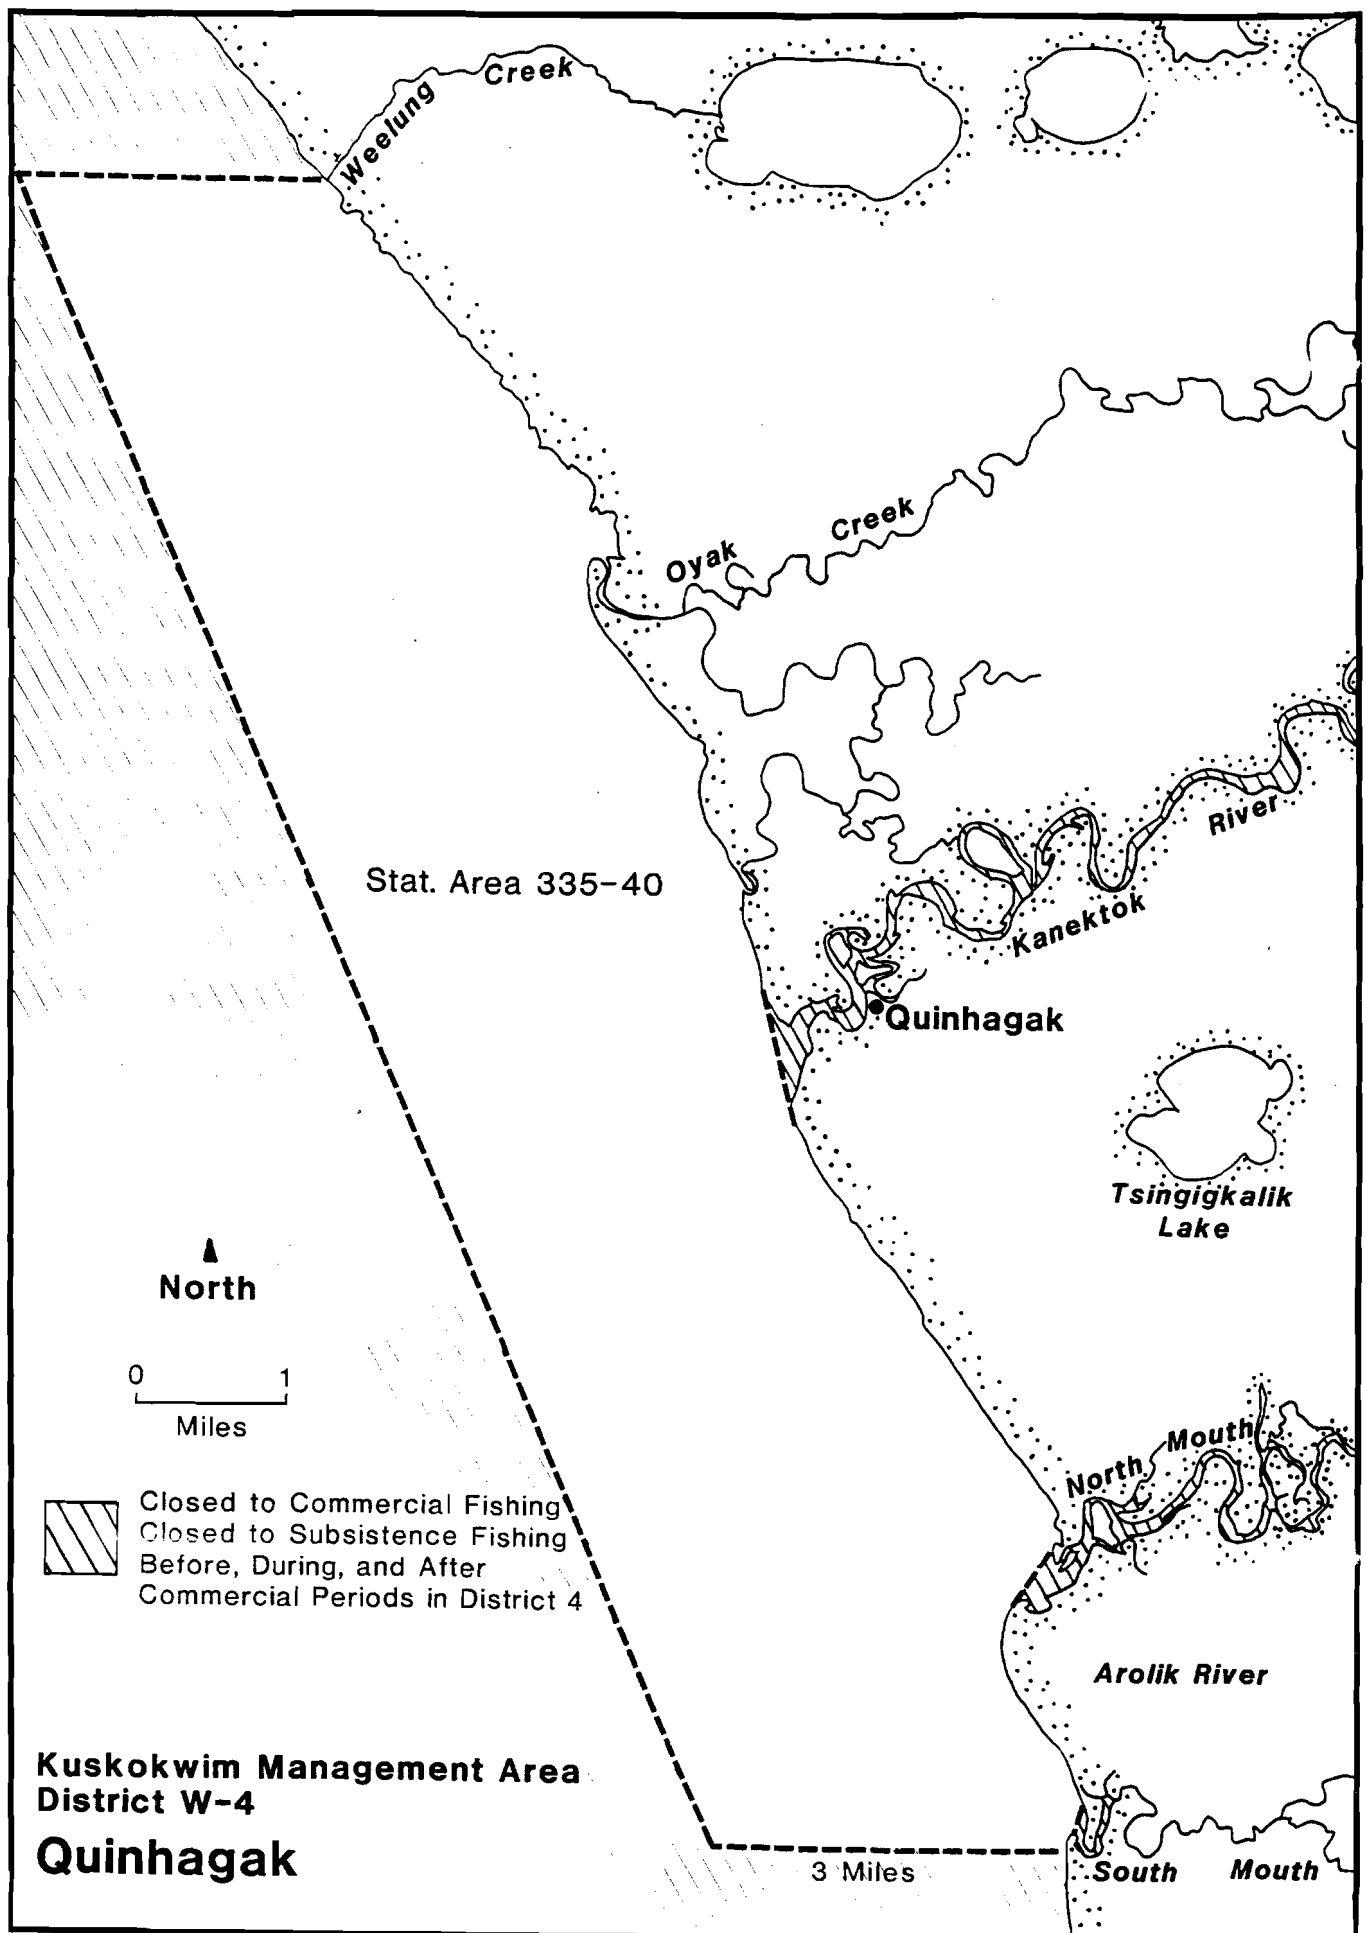 Creek
Weelung
Creek
Oyak
River
Stat. Area 335-40
Kanektok
Quinhagak
Tsingigkalik
Lake
North
0 1
Miles
Mouth
North
Closed to Commercial Fishing
Closed to Subsistence Fishing
Before, During, and After
Commercial Periods in District 4
Arolik River
Kuskokwim Management Area
District W-4
Quinhagak
3 Miles
South Mouth